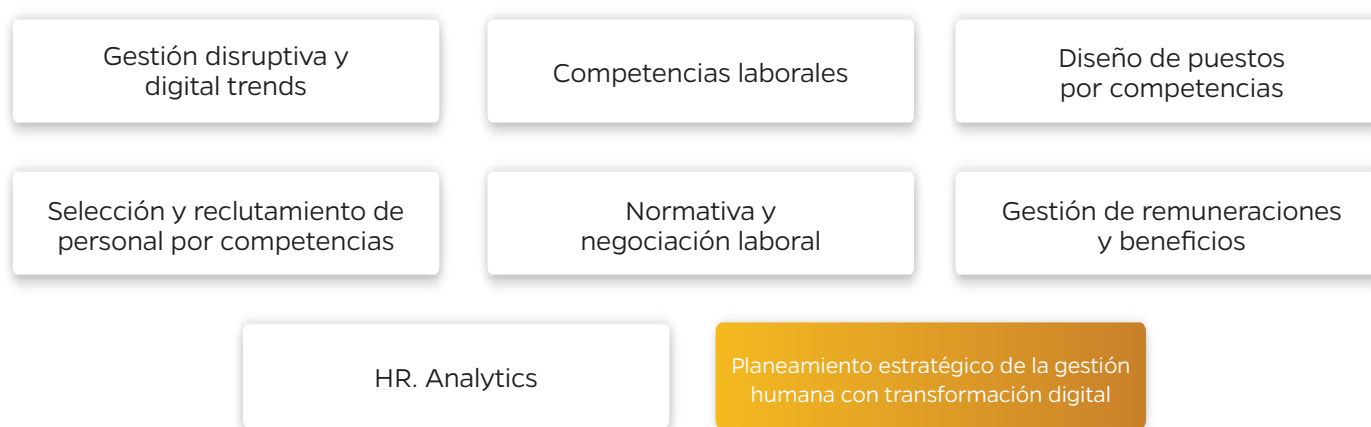 Gestión disruptiva y
digital trends
Competencias laborales
Diseño de puestos
por competencias
Selección y reclutamiento de
personal por competencias
Normativa y
negociación laboral
Gestión de remuneraciones
y beneficios
HR. Analytics
Planeamiento estratégico de la gestión
humana con transformación digital